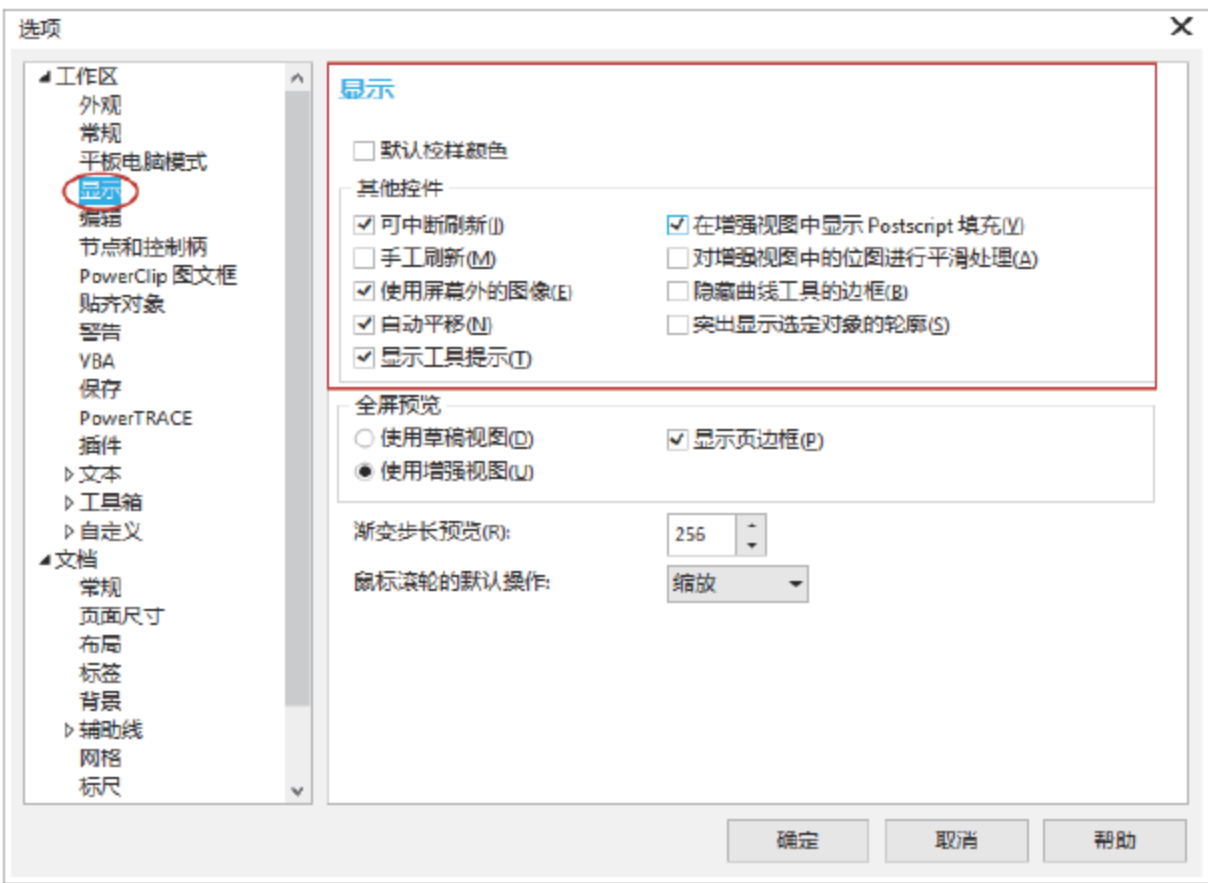 选项
工作区
外观
常规
平板电脑模式
显示
编辑
节点和控制柄
PowerClip 图文框
贴齐对象
警告
VBA
保存
PowerTRACE
插件
文本
工具箱
自定义
文档
常规
页面尺寸
布局
标签
背景
辅助线
网格
标尺
显示
默认校样颜色
其他控件
可中断刷新(I)
在增强视图中显示 Postscript 填充(V)
手工刷新(M)
对增强视图中的位图进行平滑处理(A)
使用屏幕外的图像(E)
隐藏曲线工具的边框(B)
自动平移(N)
突出显示选定对象的轮廓(S)
显示工具提示(T)
全屏预览
使用草稿视图(D)
显示页边框(P)
使用增强视图(U)
渐变步长预览(R):
256
鼠标滚轮的默认操作:
缩放
确定
取消
帮助